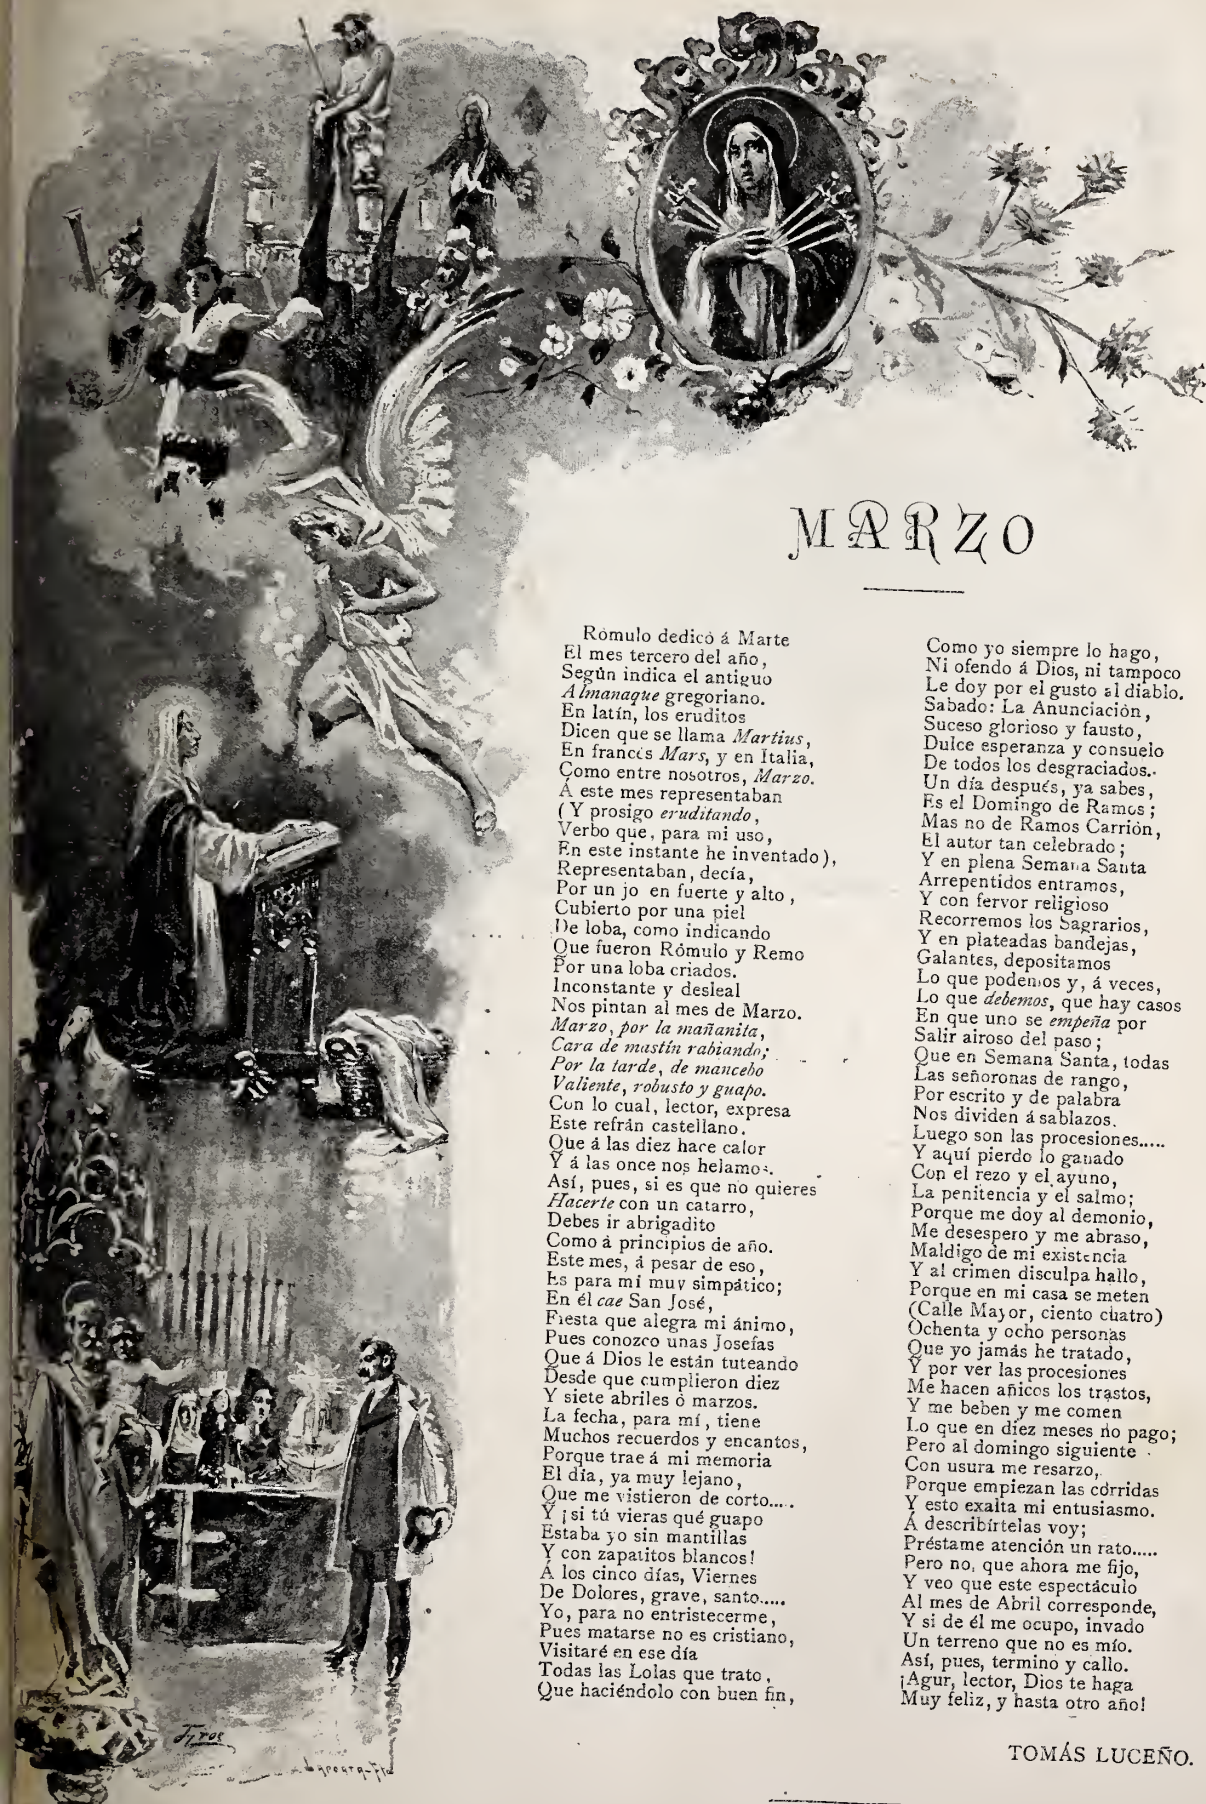 MARZO
Rómulo dedicó á Marte
El mes tercero del año,
Según indica el antiguo
Almanaque gregoriano.
En latín, los eruditos
Dicen que se llama Martius,
En francés Mars, y en Italia,
Como entre nosotros, Marzo.
Á este mes representaban
(Y prosigo eruditando,
Verbo que, para mi uso,
En este instante he inventado),
Representaban, decía,
Por un jo en fuerte y alto,
Cubierto por una piel
De loba, como indicando
Que fueron Rómulo y Remo
Por una loba criados.
Inconstante y desleal
Nos pintan al mes de Marzo.
Marzo, por la mañanita,
Cara de mastín rabiando;
Por la tarde, de mancebo
Valiente, robusto y guapo.
Con lo cual, lector, expresa
Este refrán castellano.
Que á las diez hace calor
Y á las once nos helamos.
Así, pues, si es que no quieres
Hacerte con un catarro,
Debes ir abrigadito
Como á principios de año.
Este mes, á pesar de eso,
Es para mí muy simpático;
En él cae San José,
Fiesta que alegra mi ánimo,
Pues conozco unas Josefas
Que á Dios le están tuteando
Desde que cumplieron diez
Y siete abriles ó marzos.
La fecha, para mí, tiene
Muchos recuerdos y encantos,
Porque trae á mi memoria
El día, ya muy lejano,
Que me vistieron de corto.....
Y ¡si tú vieras qué guapo
Estaba yo sin mantillas
Y con zapatitos blancos!
Á los cinco días, Viernes
De Dolores, grave, santo.....
Yo, para no entristecerme,
Pues matarse no es cristiano,
Visitaré en ese día
Todas las Lolas que trato,
Que haciéndolo con buen fin,
Como yo siempre lo hago,
Ni ofendo á Dios, ni tampoco
Le doy por el gusto al diablo.
Sabado: La Anunciación,
Suceso glorioso y fausto,
Dulce esperanza y consuelo
De todos los desgraciados..
Un día después, ya sabes,
Es el Domingo de Ramos;
Mas no de Ramos Carrión,
El autor tan celebrado;
Y en plena Semana Santa
Arrepentidos entramos,
Y con fervor religioso
Recorremos los Sagrarios,
Y en plateadas bandejas,
Galantes, depositamos
Lo que podemos y, á veces,
Lo que debemos, que hay casos
En que uno se empeña por
Salir airoso del paso;
Que en Semana Santa, todas
Las señoronas de rango,
Por escrito y de palabra
Nos dividen á sablazos.
Luego son las procesiones.....
Y aquí pierdo lo ganado
Con el rezo y el ayuno,
La penitencia y el salmo;
Porque me doy al demonio,
Me desespero y me abraso,
Maldigo de mi existencia
Y al crimen disculpa hallo,
Porque en mi casa se meten
(Calle Mayor, ciento cuatro)
Ochenta y ocho personas
Que yo jamás he tratado,
Y por ver las procesiones
Me hacen añicos los trastos,
Y me beben y me comen
Lo que en diez meses no pago;
Pero al domingo siguiente
Con usura me resarzo,
Porque empiezan las corridas
Y esto exalta mi entusiasmo.
Á describírtelas voy;
Préstame atención un rato.....
Pero no, que ahora me fijo,
Y veo que este espectáculo
Al mes de Abril corresponde,
Y si de él me ocupo, invado
Un terreno que no es mío.
Así, pues, termino y callo.
¡Agur, lector, Dios te haga
Muy feliz, y hasta otro año!
TOMÁS LUCEÑO.